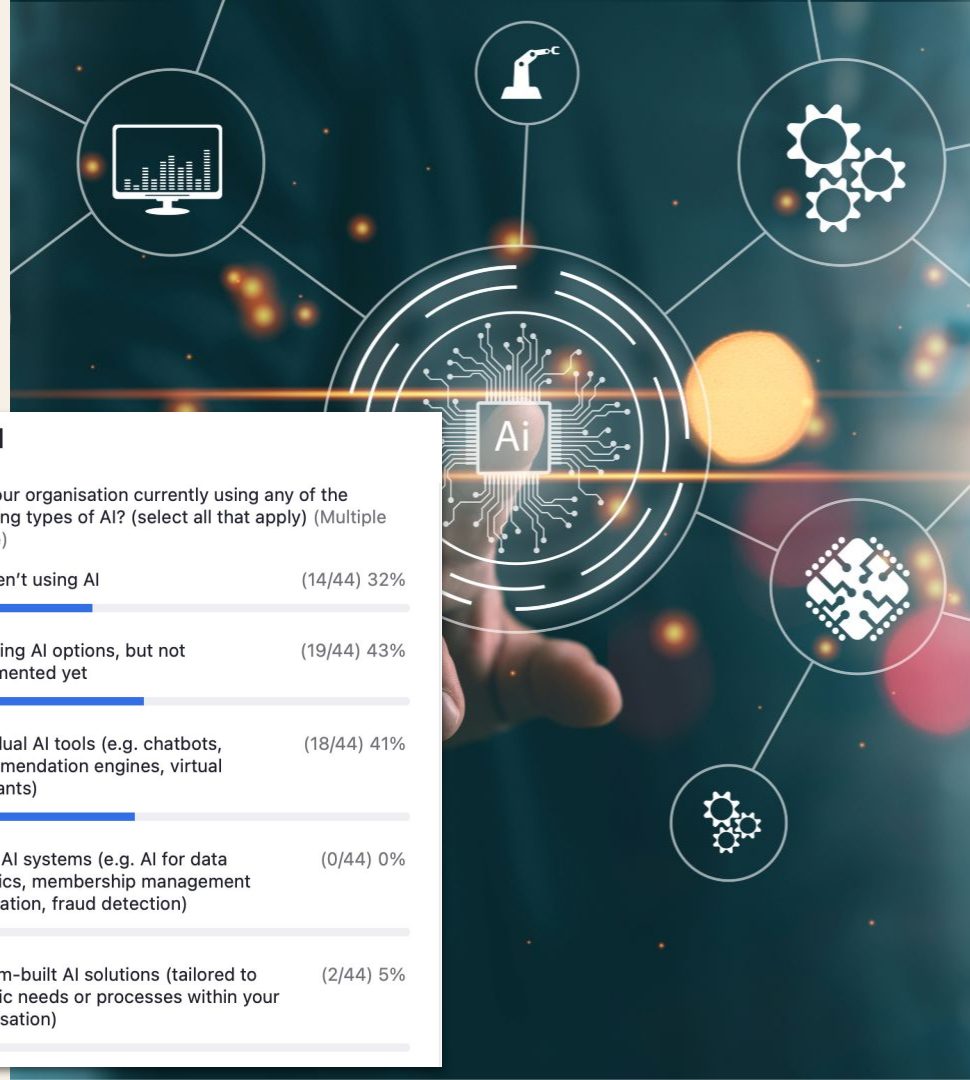 Ai
our organisation currently using any of the
ng types of AI? (select all that apply) (Multiple
)
en't using AI (14/44) 32%
ing AI options, but not (19/44) 43%
mented yet
dual AI tools (e.g. chatbots, (18/44) 41%
mendation engines, virtual
ants)
AI systems (e.g. AI for data (0/44) 0%
ics, membership management
ation, fraud detection)
m-built AI solutions (tailored to (2/44) 5%
ic needs or processes within your
sation)